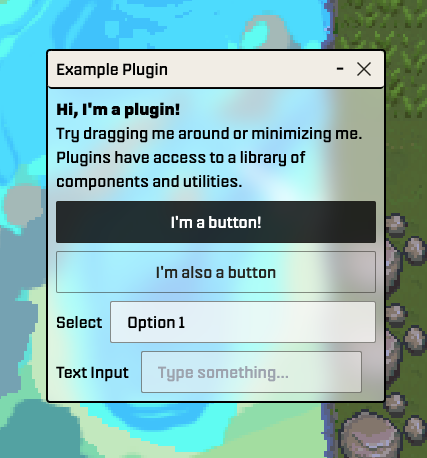 Example Plugin
Hi, I'm a plugin!
Try dragging me around or minimizing me.
Plugins have access to a library of
components and utilities.
I'm a button!
I'm also a button
Select Option 1
Text Input Type something...